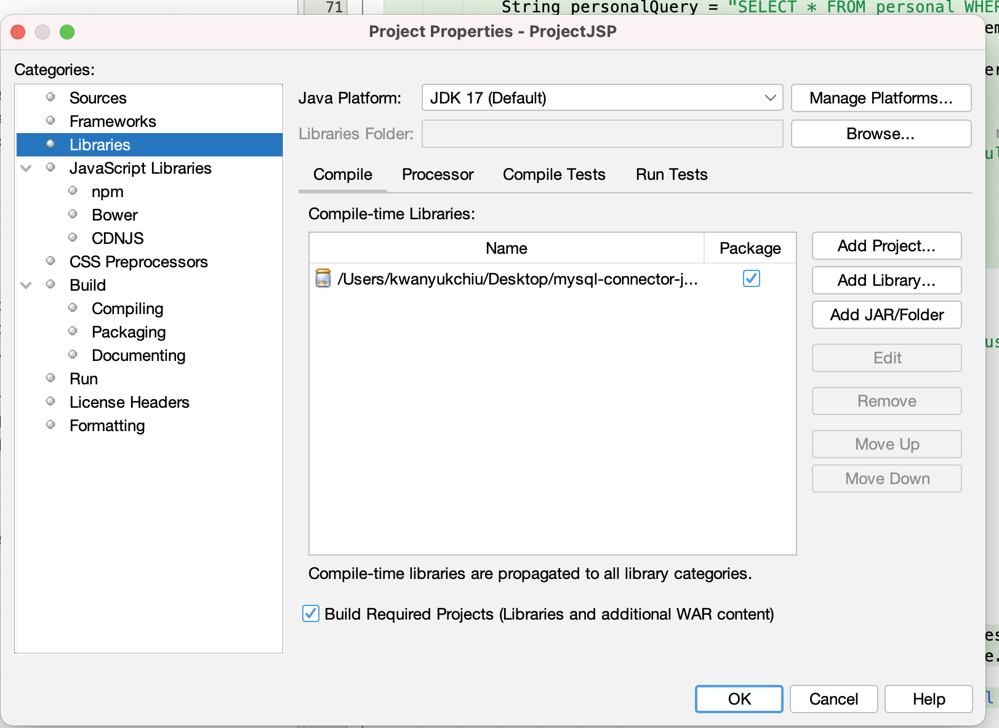 71
String personalQuery = "SELECT * FROM personal WHER
Project Properties - ProjectJSP
Categories:
Sources
Frameworks
Libraries
JavaScript Libraries
npm
Bower
CDNJS
CSS Preprocessors
Build
Compiling
Packaging
Documenting
Run
License Headers
Formatting
Java Platform:
JDK 17 (Default)
Manage Platforms...
Libraries Folder:
Browse...
Compile
Processor
Compile Tests
Run Tests
Compile-time Libraries:
Name
Package
/Users/kwanyukchiu/Desktop/mysql-connector-j...
Add Project...
Add Library...
Add JAR/Folder
Edit
Remove
Move Up
Move Down
Compile-time libraries are propagated to all library categories.
Build Required Projects (Libraries and additional WAR content)
OK
Cancel
Help